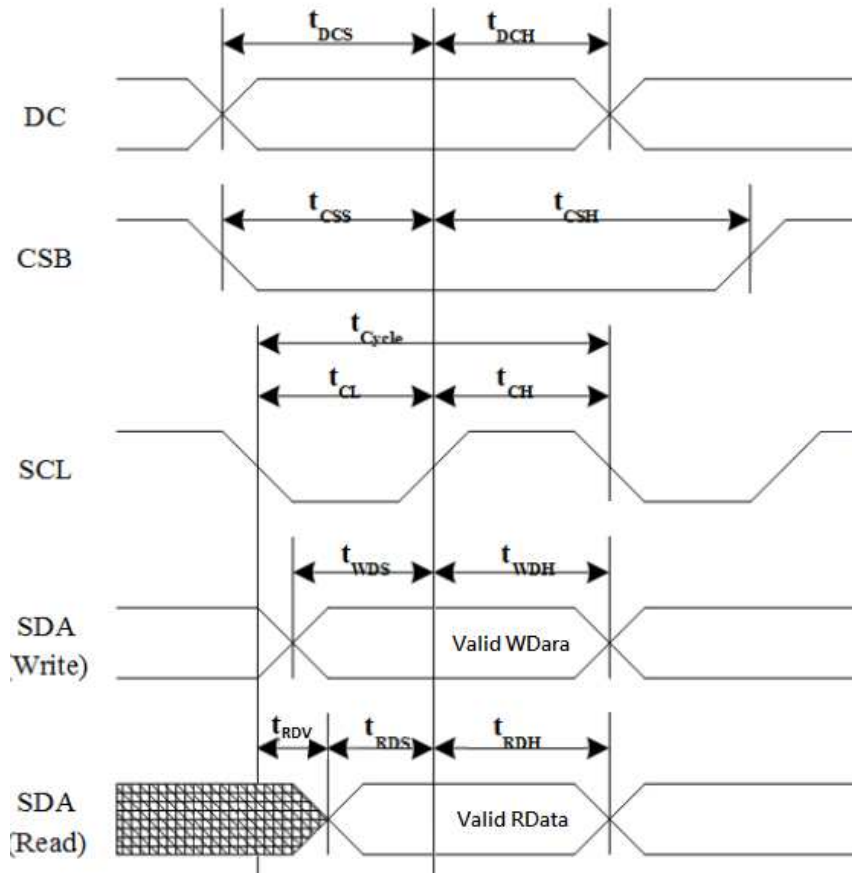 tDCS tDCH
DC
tCSS tCSH
CSB
tCycle
tCL tCH
SCL
tWDS tWDH
SDA
(Write)
Valid WDara
tRDV tRDS tRDH
SDA
(Read)
Valid RData